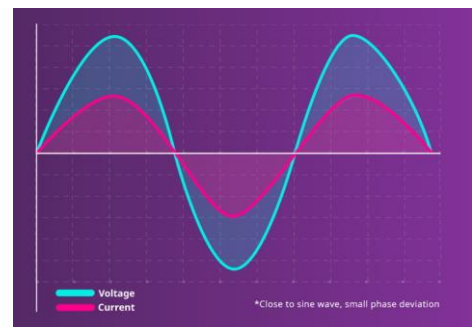 Voltage
Current
*Close to sine wave, small phase deviation